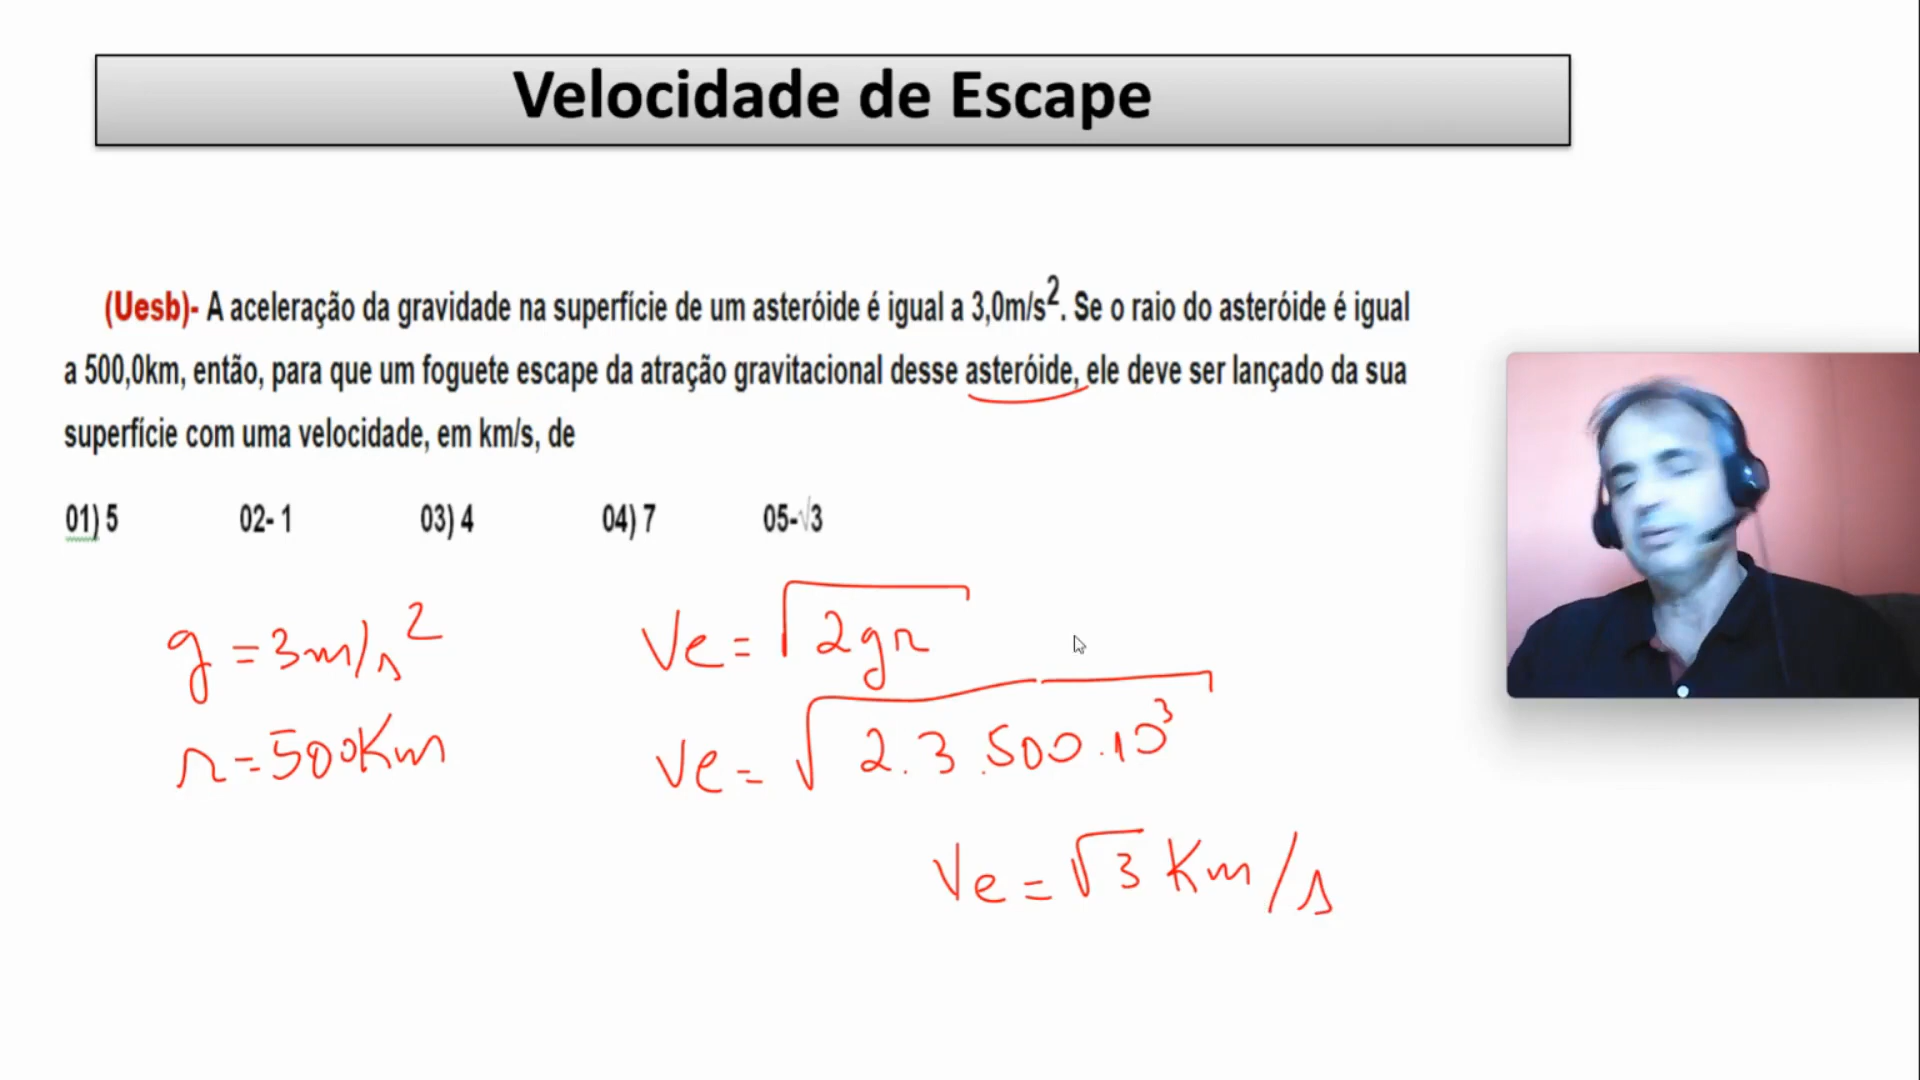 Velocidade de Escape
(Uesb)- A aceleração da gravidade na superfície de um asteróide é igual a 3,0m/s². Se o raio do asteróide é igual
a 500,0km, então, para que um foguete escape da atração gravitacional desse asteróide, ele deve ser lançado da sua
superfície com uma velocidade, em km/s, de
01) 5 02- 1 03) 4 04) 7 05-√3
g = 3m/s²
r = 500Km
Ve = √2gr
Ve = √2.3.500.10³
Ve = √3 Km/s